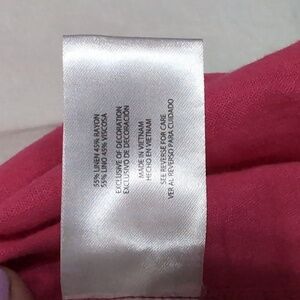 55% LINEN 45% RAYON
55% LINO 45% VISCOSA
EXCLUSIVE OF DECORATION
EXCLUSIVO DE DECORACIÓN
MADE IN VIETNAM
HECHO EN VIETNAM
SEE REVERSE FOR CARE
VER AL REVERSO PARA CUIDADO